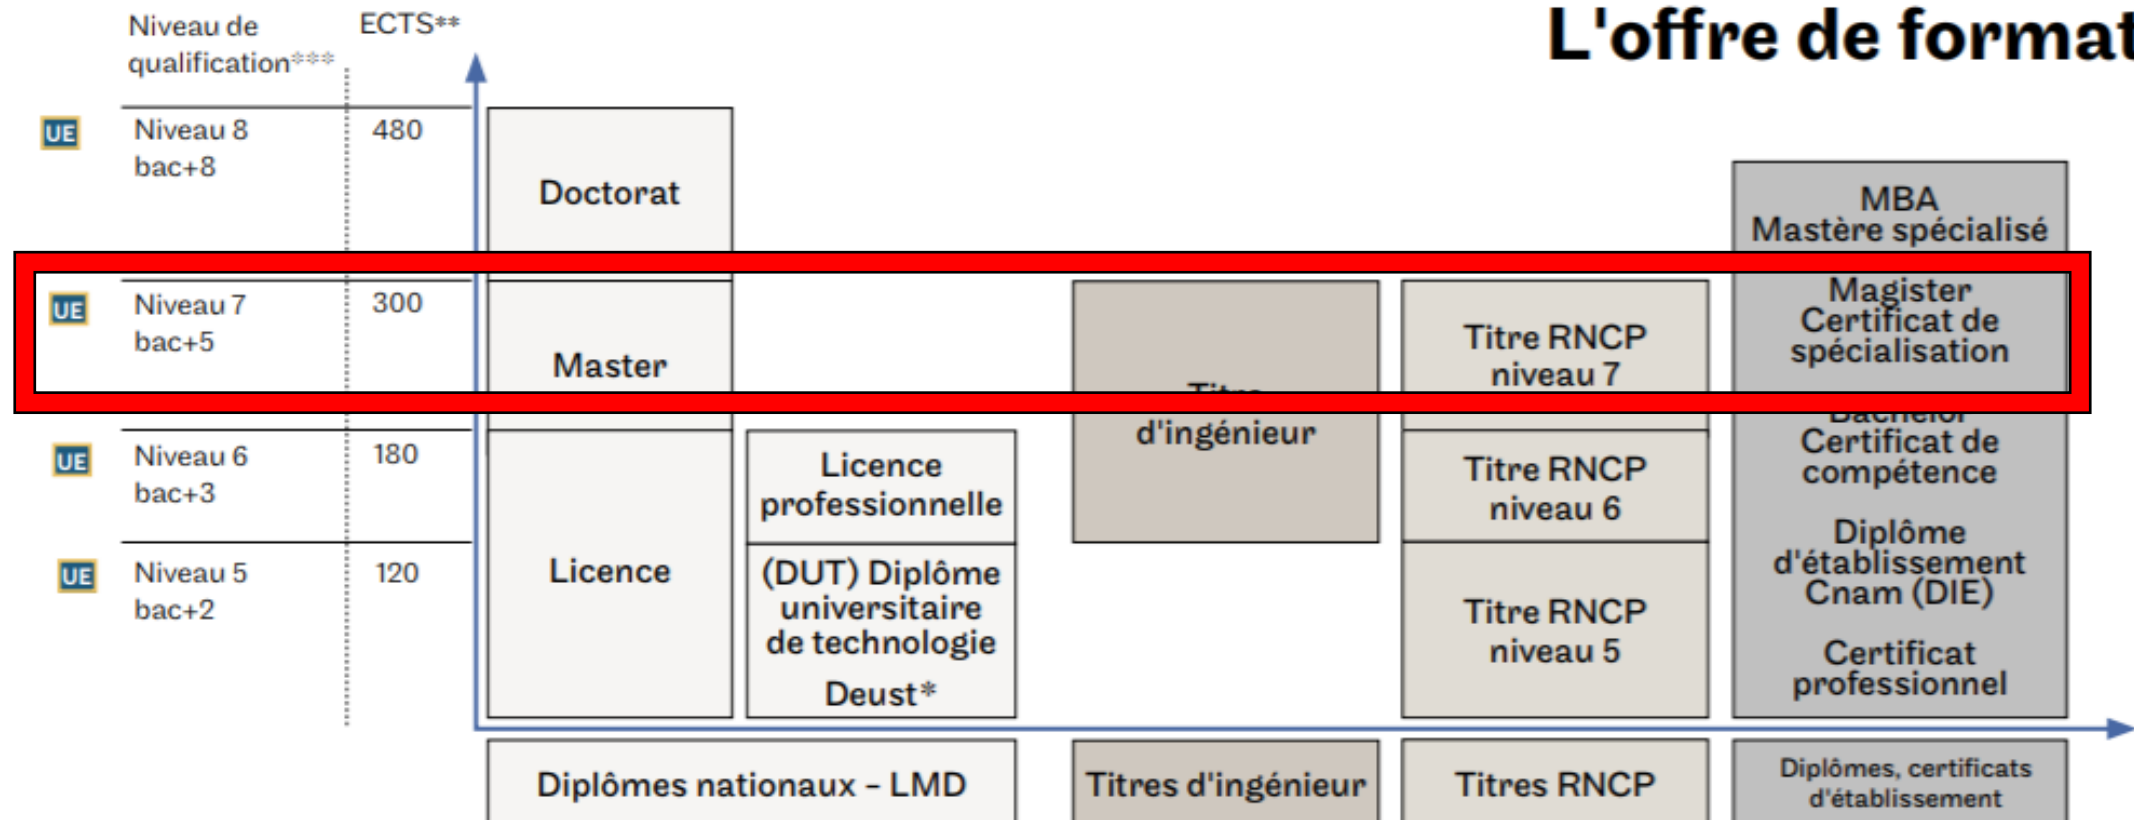 Niveau de
qualification***
ECTS**
L'offre de format
UE
Niveau 8
bac+8
480
Doctorat
MBA
Mastère spécialisé
UE
Niveau 7
bac+5
300
Master
Titre
d'ingénieur
Titre RNCP
niveau 7
Magister
Certificat de
spécialisation
Bachelor
Certificat de
compétence
UE
Niveau 6
bac+3
180
Licence
professionnelle
Titre RNCP
niveau 6
Diplôme
d'établissement
Cnam (DIE)
UE
Niveau 5
bac+2
120
Licence
(DUT) Diplôme
universitaire
de technologie
Deust*
Titre RNCP
niveau 5
Certificat
professionnel
Diplômes nationaux - LMD
Titres d'ingénieur
Titres RNCP
Diplômes, certificats
d'établissement